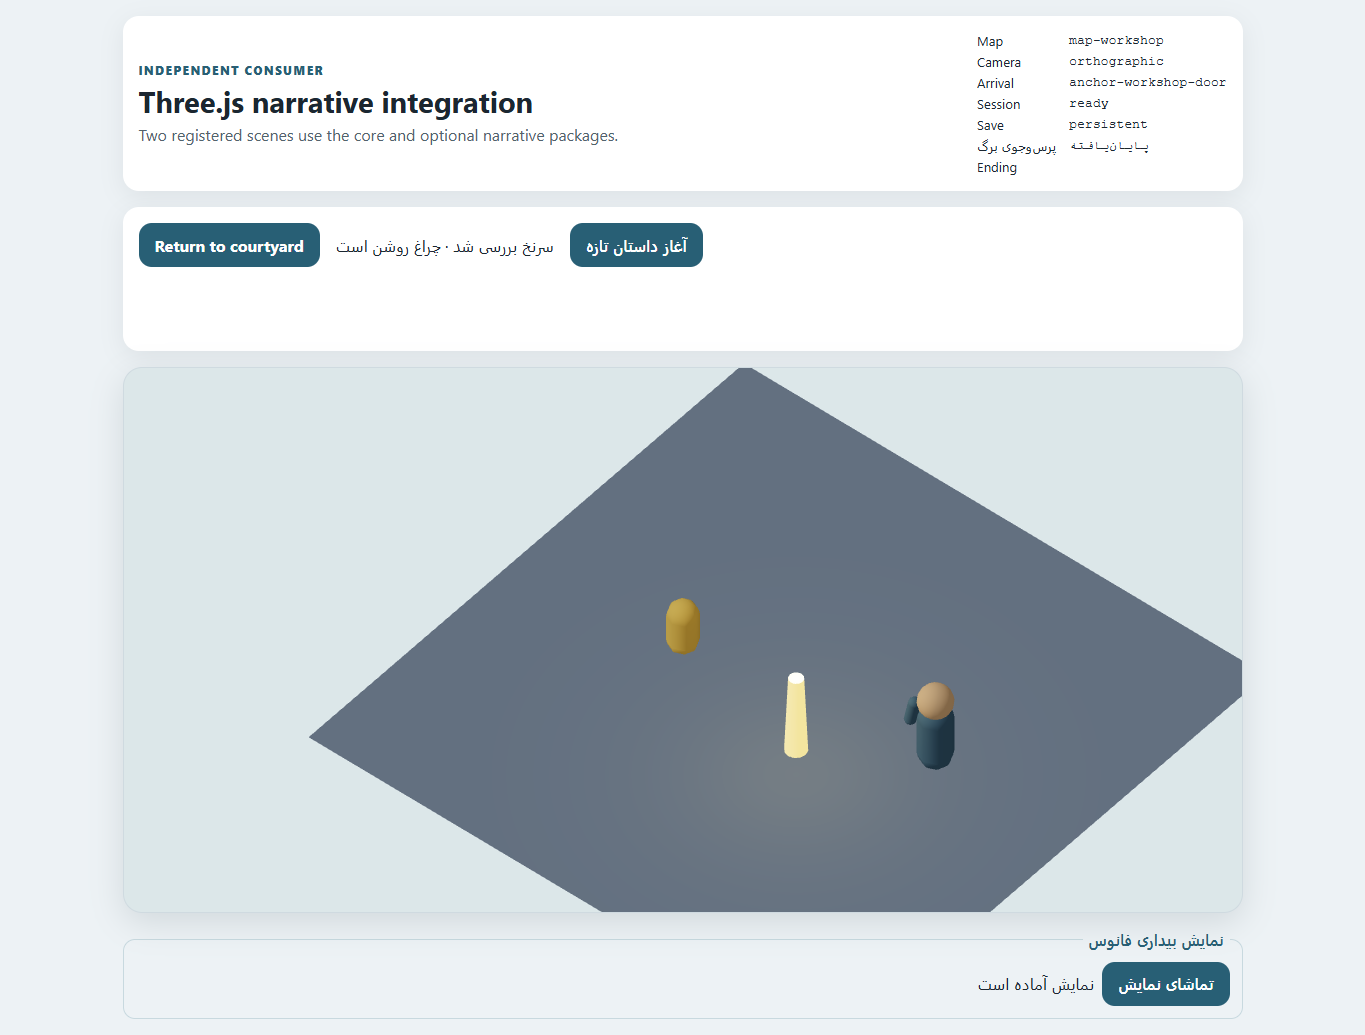 INDEPENDENT CONSUMER
Three.js narrative integration
Two registered scenes use the core and optional narrative packages.
Map map-workshop
Camera orthographic
Arrival anchor-workshop-door
Session ready
Save persistent
پرس‌وجوی برگ پایان‌یافته
Ending
Return to courtyard
سرنخ بررسی شد · چراغ روشن است
آغاز داستان تازه
نمایش بیداری فانوس
تماشای نمایش
نمایش آماده است